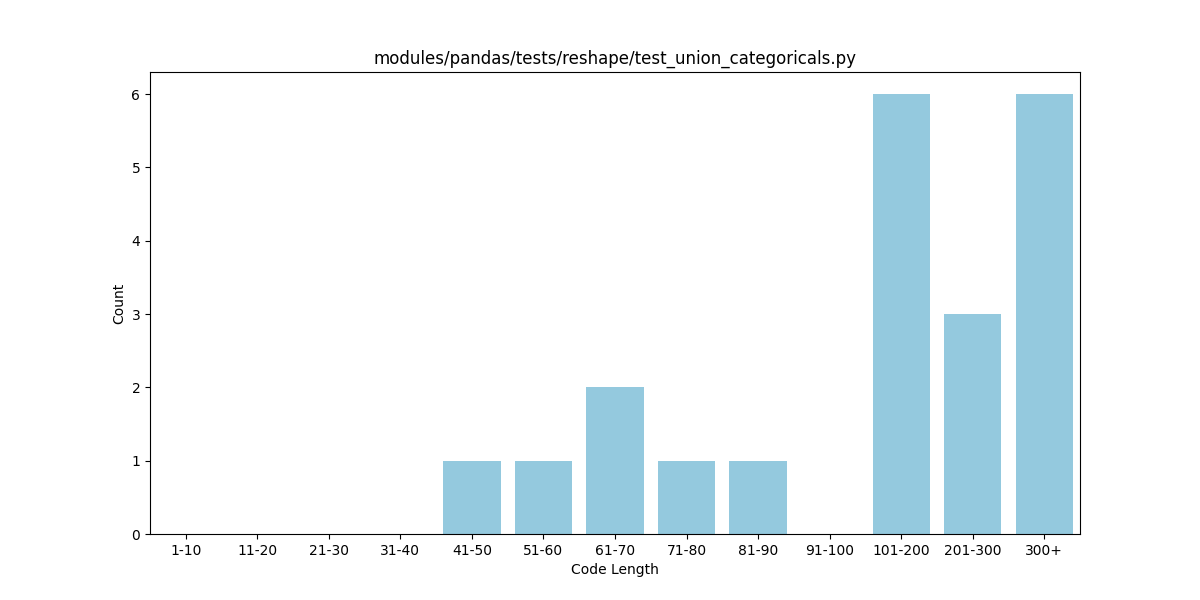 modules/pandas/tests/reshape/test_union_categoricals.py
6
5
4
3
2
1
0
Count
1-10 11-20 21-30 31-40 41-50 51-60 61-70 71-80 81-90 91-100 101-200 201-300 300+
Code Length